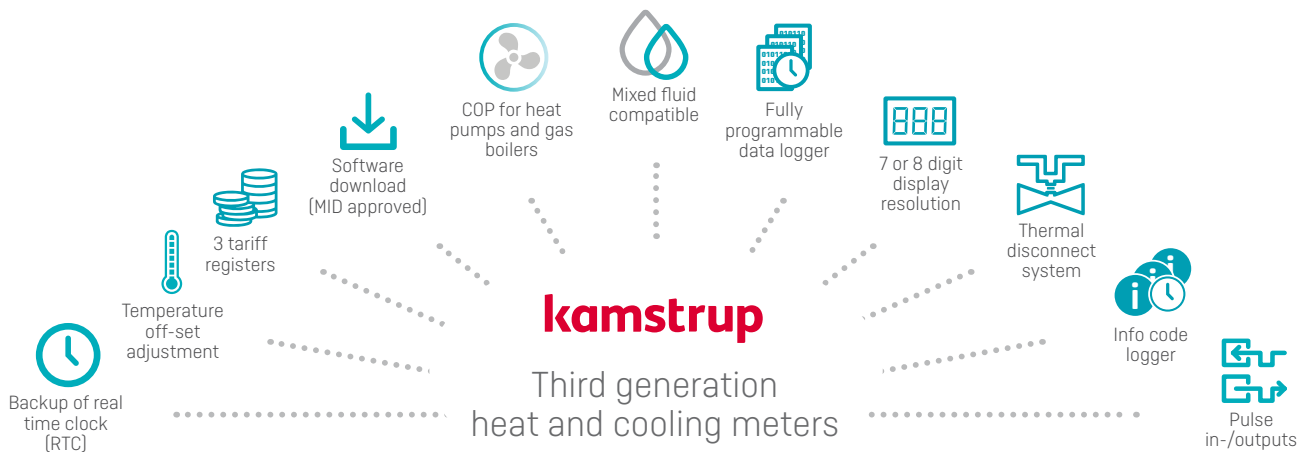 COP for heat
pumps and gas
boilers
Mixed fluid
compatible
Fully
programmable
data logger
Software
download
(MID approved)
7 or 8 digit
display
resolution
3 tariff
registers
Thermal
disconnect
system
Temperature
off-set
adjustment
Info code
logger
Backup of real
time clock
(RTC)
Pulse
in-/outputs
kamstrup
Third generation
heat and cooling meters